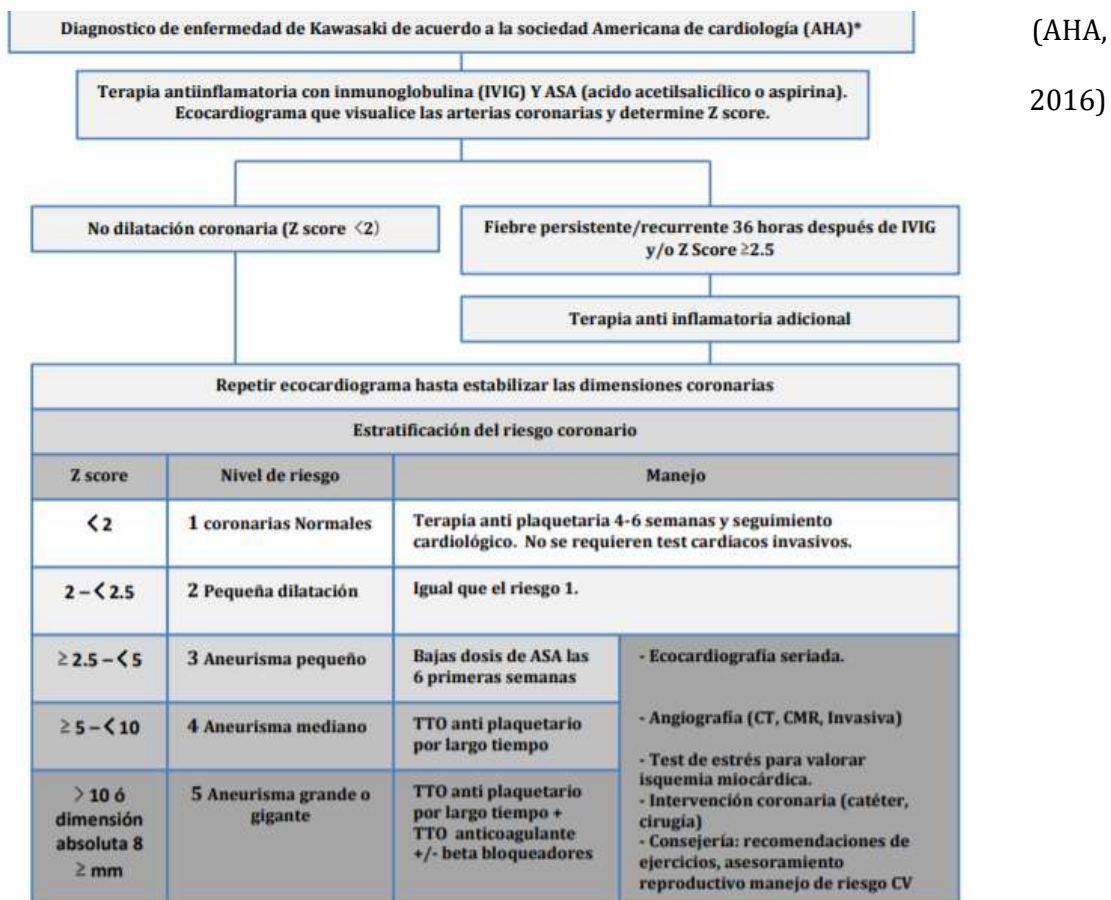 Diagnostico de enfermedad de Kawasaki de acuerdo a la sociedad Americana de cardiología (AHA)*
(AHA,
2016)
Terapia antiinflamatoria con inmunoglobulina (IVIG) Y ASA (acido acetilsalicílico o aspirina).
Ecocardiograma que visualice las arterias coronarias y determine Z score.
No dilatación coronaria (Z score <2)
Fiebre persistente/recurrente 36 horas después de IVIG
y/o Z Score ≥2.5
Terapia anti inflamatoria adicional
Repetir ecocardiograma hasta estabilizar las dimensiones coronarias
Estratificación del riesgo coronario
Z score
Nivel de riesgo
Manejo
< 2
1 coronarias Normales
Terapia anti plaquetaria 4-6 semanas y seguimiento
cardiológico. No se requieren test cardíacos invasivos.
2 – < 2.5
2 Pequeña dilatación
Igual que el riesgo 1.
≥ 2.5 – < 5
3 Aneurisma pequeño
Bajas dosis de ASA las
6 primeras semanas
≥ 5 – < 10
4 Aneurisma mediano
TTO anti plaquetario
por largo tiempo
> 10 ó
dimensión
absoluta 8
≥ mm
5 Aneurisma grande o
gigante
TTO anti plaquetario
por largo tiempo +
TTO anticoagulante
+/- beta bloqueadores
- Ecocardiografía seriada.
- Angiografía (CT, CMR, Invasiva)
- Test de estrés para valorar
isquemia miocárdica.
- Intervención coronaria (catéter,
cirugía)
- Consejería: recomendaciones de
ejercicios, asesoramiento
reproductivo manejo de riesgo CV